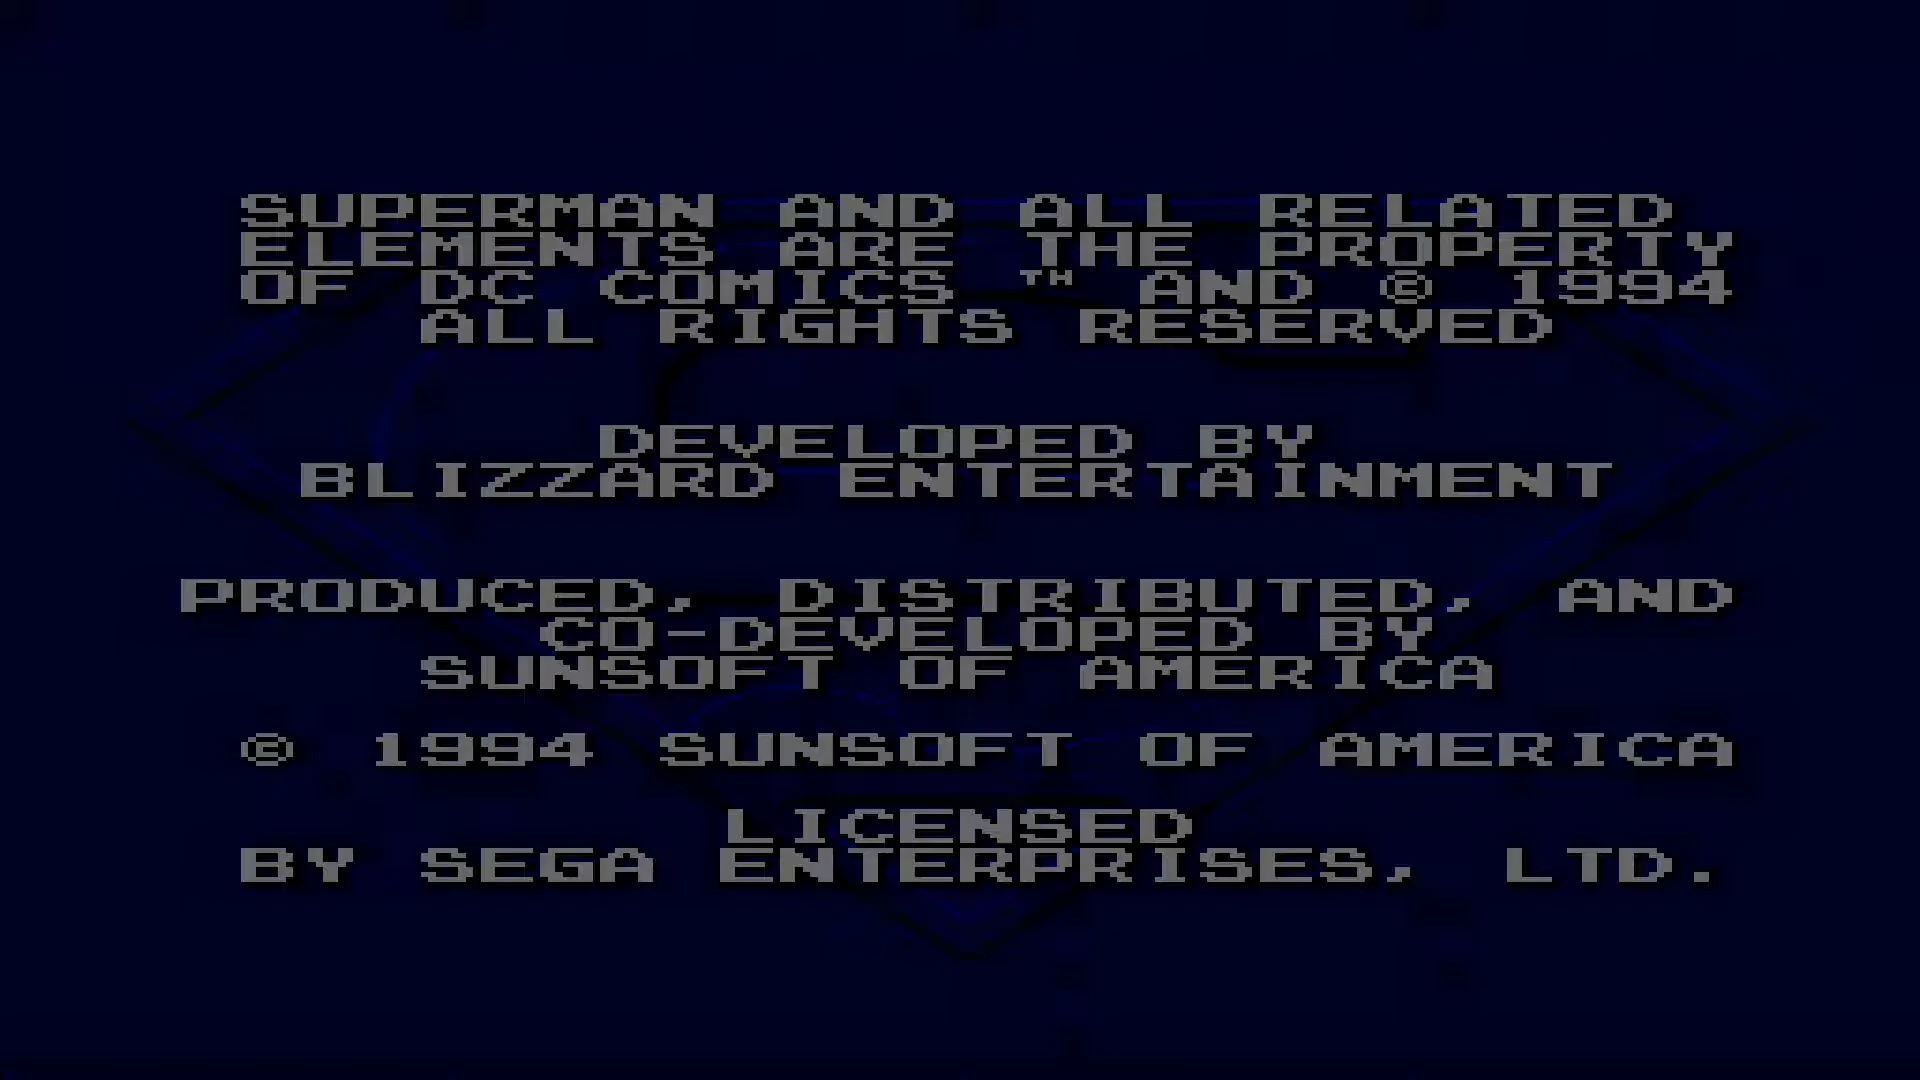 SUPERMAN AND ALL RELATED
ELEMENTS ARE THE PROPERTY
OF DC COMICS ™ AND © 1994
ALL RIGHTS RESERVED
DEVELOPED BY
BLIZZARD ENTERTAINMENT
PRODUCED, DISTRIBUTED, AND
CO-DEVELOPED BY
SUNSOFT OF AMERICA
© 1994 SUNSOFT OF AMERICA
LICENSED
BY SEGA ENTERPRISES, LTD.